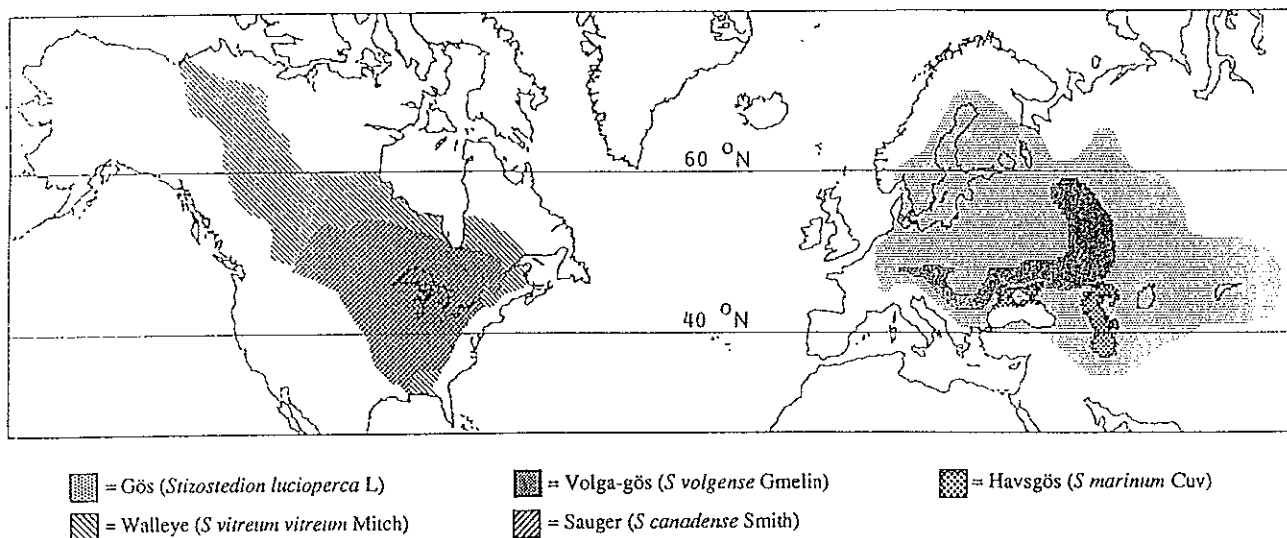 60 °N
40 °N
= Gös (Stizostedion lucioperca L)
= Volga-gös (S volgense Gmelin)
= Havsgös (S marinum Cuv)
= Walleye (S vitreum vitreum Mitch)
= Sauger (S canadense Smith)